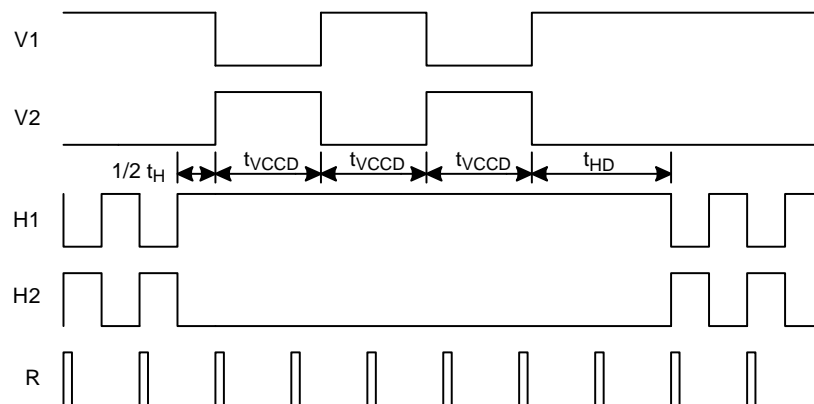 V1
V2
1/2 tH
tVCCD
tVCCD
tVCCD
tHD
H1
H2
R